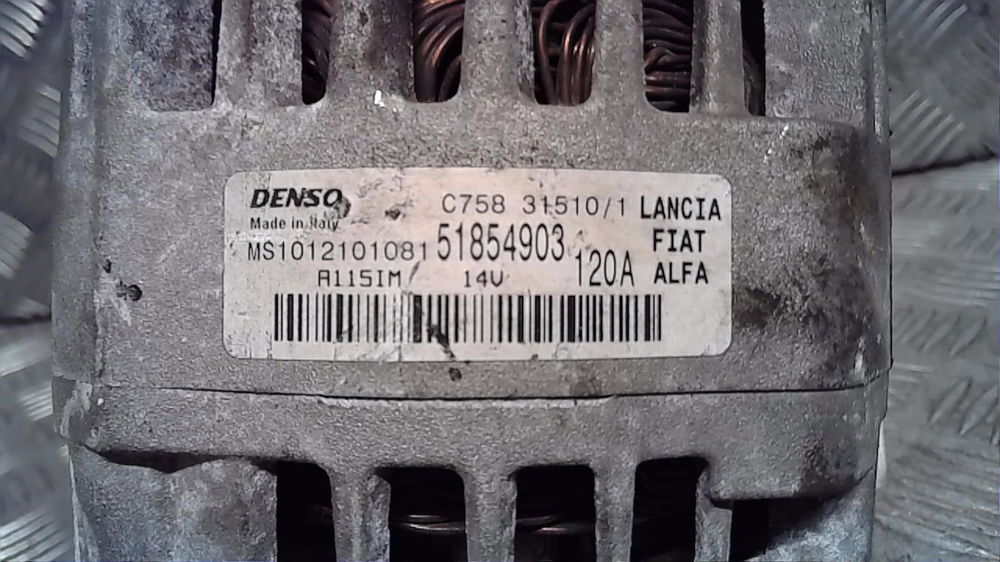 DENSO C758 31510/1 LANCIA
Made in Italy 51854903 FIAT
MS1012101081 120A ALFA
A115IM 14V